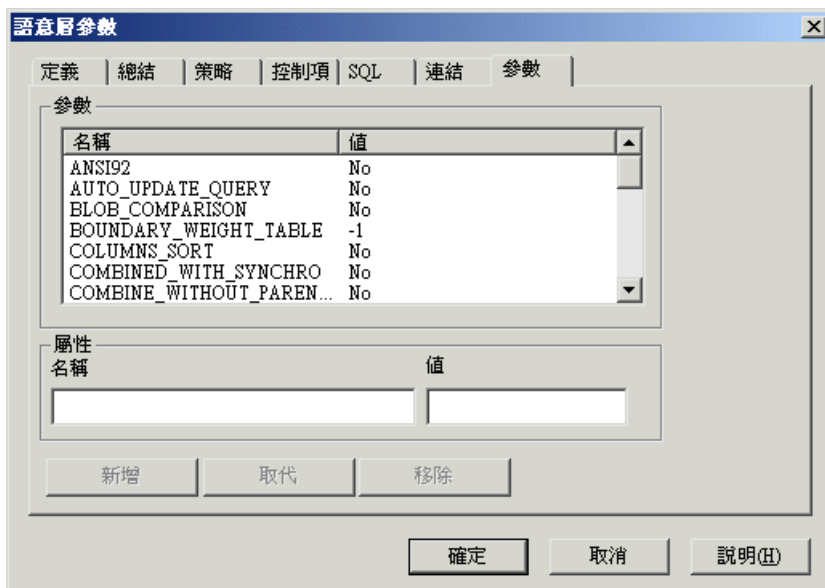 語意層參數
定義 總結 策略 控制項 SQL 連結 參數
參數
名稱 值
ANSI92 No
AUTO_UPDATE_QUERY No
BLOB_COMPARISON No
BOUNDARY_WEIGHT_TABLE -1
COLUMNS_SORT No
COMBINED_WITH_SYNCHRO No
COMBINE_WITHOUT_PAREN... No
屬性
名稱 值
新增 取代 移除
確定 取消 說明(H)